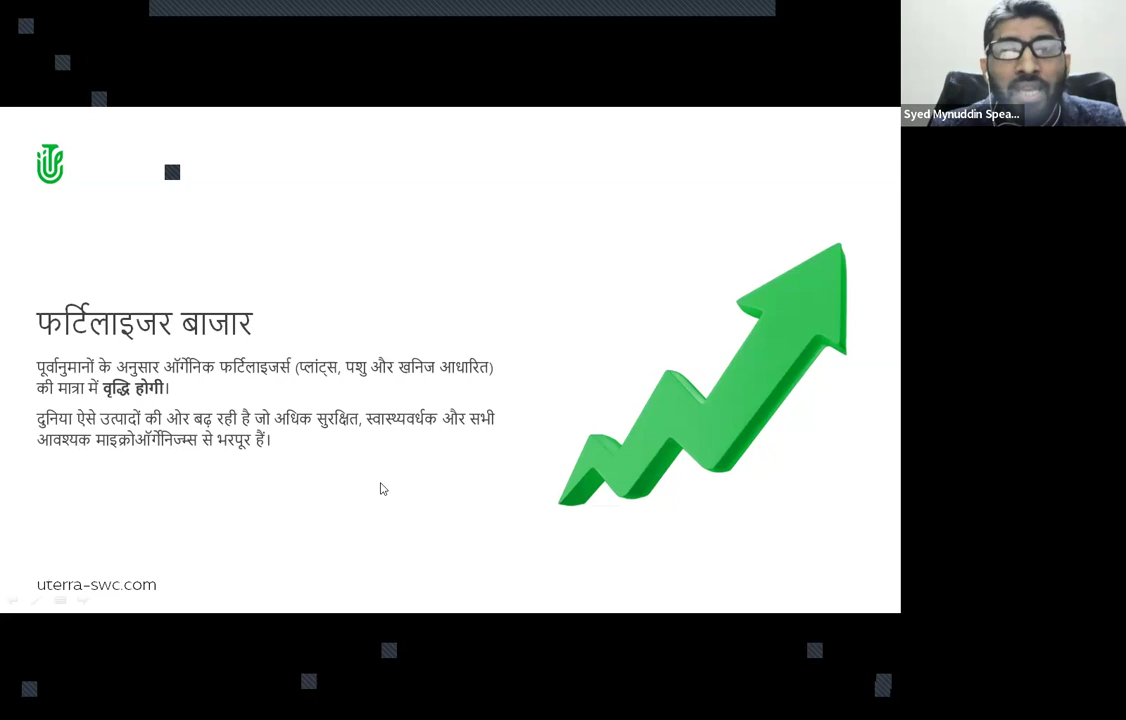 Syed Mynuddin Spea...
फर्टिलाइजर बाजार
पूर्वानुमानों के अनुसार ऑर्गेनिक फर्टिलाइजर्स (प्लांट्स, पशु और खनिज आधारित)
की मात्रा में वृद्धि होगी।
दुनिया ऐसे उत्पादों की ओर बढ़ रही है जो अधिक सुरक्षित, स्वास्थ्यवर्धक और सभी
आवश्यक माइक्रोऑर्गेनिज्म्स से भरपूर हैं।
uterra-swc.com